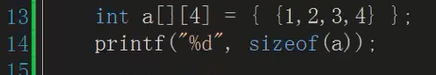 13 int a[][4] = { {1,2,3,4} };
14 printf("%d", sizeof(a));
15